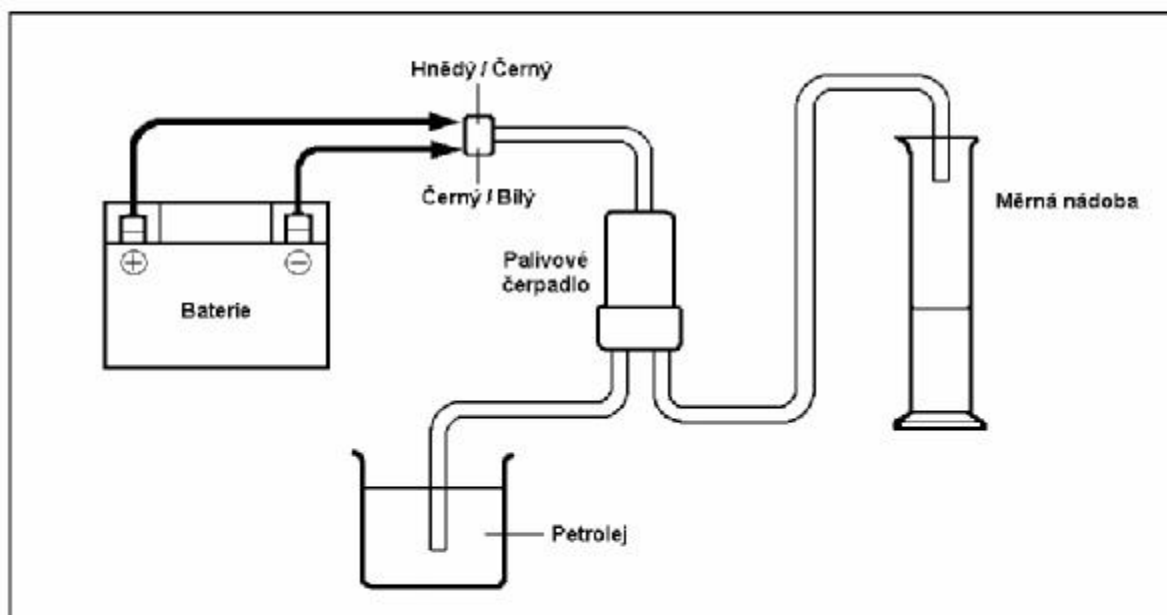 Hnědý / Černý
Černý / Bílý
Baterie
Palivové
čerpadlo
Měrná nádoba
Petrolej